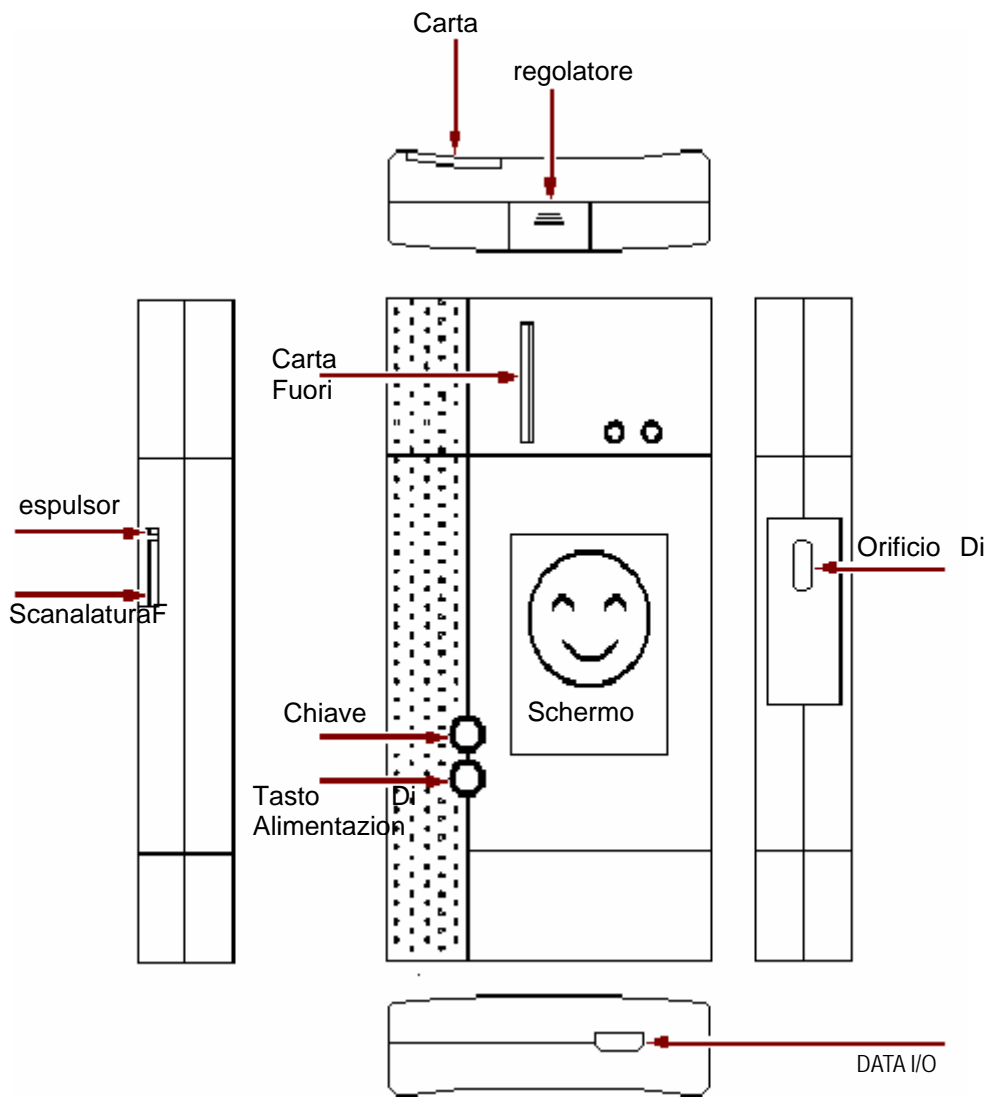 Carta
regolatore
Carta
Fuori
espulsor
Orificio Di
ScanalaturaF
Chiave
Schermo
Tasto Di
Alimentazion
DATA I/O